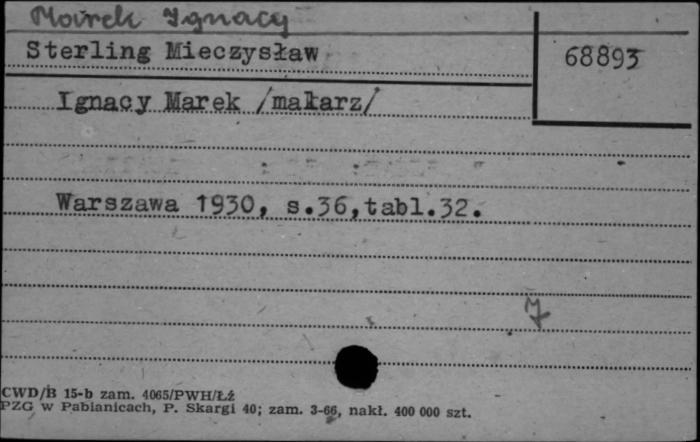 Marek Ignacy
Sterling Mieczysław
68893
Ignacy Marek /malarz/
Warszawa 1930, s.36,tabl.32.
7
CWD/B 15-b zam. 4065/PWH/Łź
PZG w Pabianicach, P. Skargi 40; zam. 3-66, nakł. 400 000 szt.